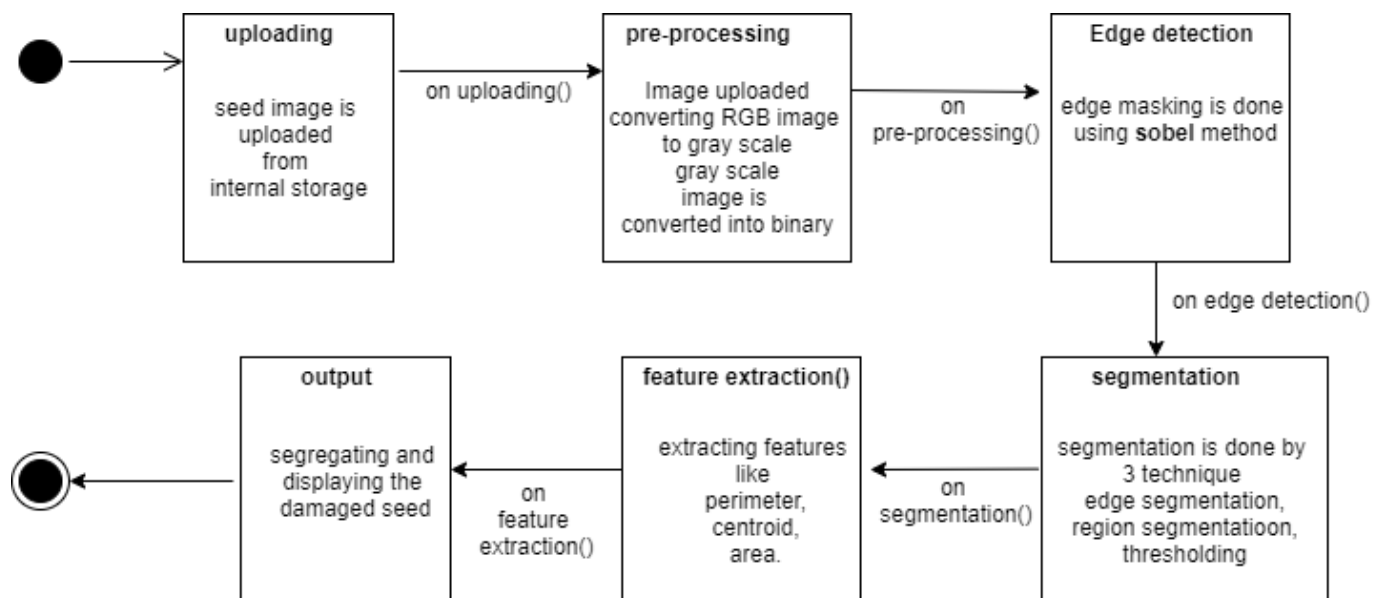 uploading
seed image is
uploaded
from
internal storage
on uploading()
pre-processing
Image uploaded
converting RGB image
to gray scale
gray scale
image is
converted into binary
on
pre-processing()
Edge detection
edge masking is done
using sobel method
on edge detection()
segmentation
segmentation is done by
3 technique
edge segmentation,
region segmentatioon,
thresholding
on
segmentation()
feature extraction()
extracting features
like
perimeter,
centroid,
area.
on
feature
extraction()
output
segregating and
displaying the
damaged seed